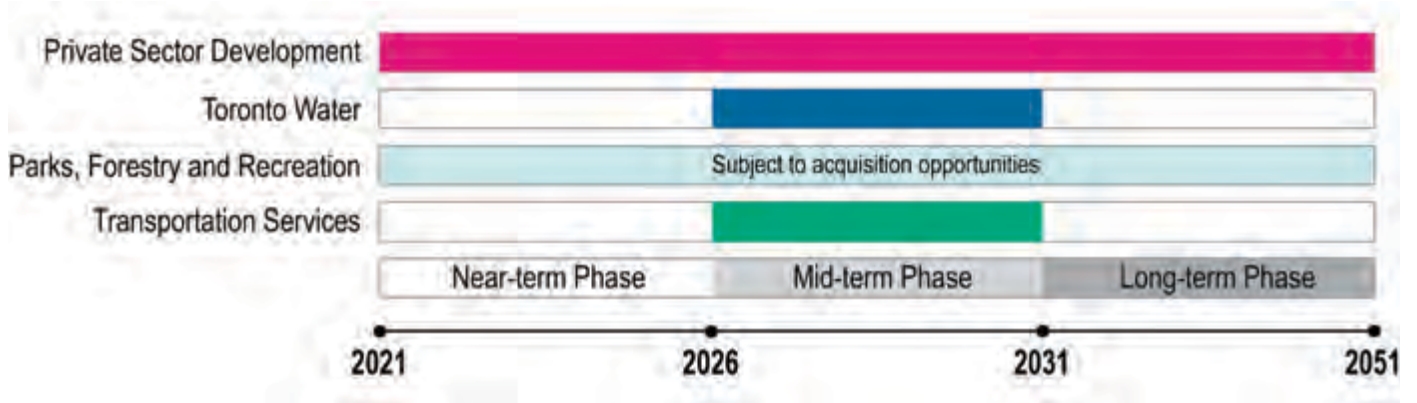 Private Sector Development
Toronto Water
Parks, Forestry and Recreation
Subject to acquisition opportunities
Transportation Services
Near-term Phase
Mid-term Phase
Long-term Phase
2021
2026
2031
2051